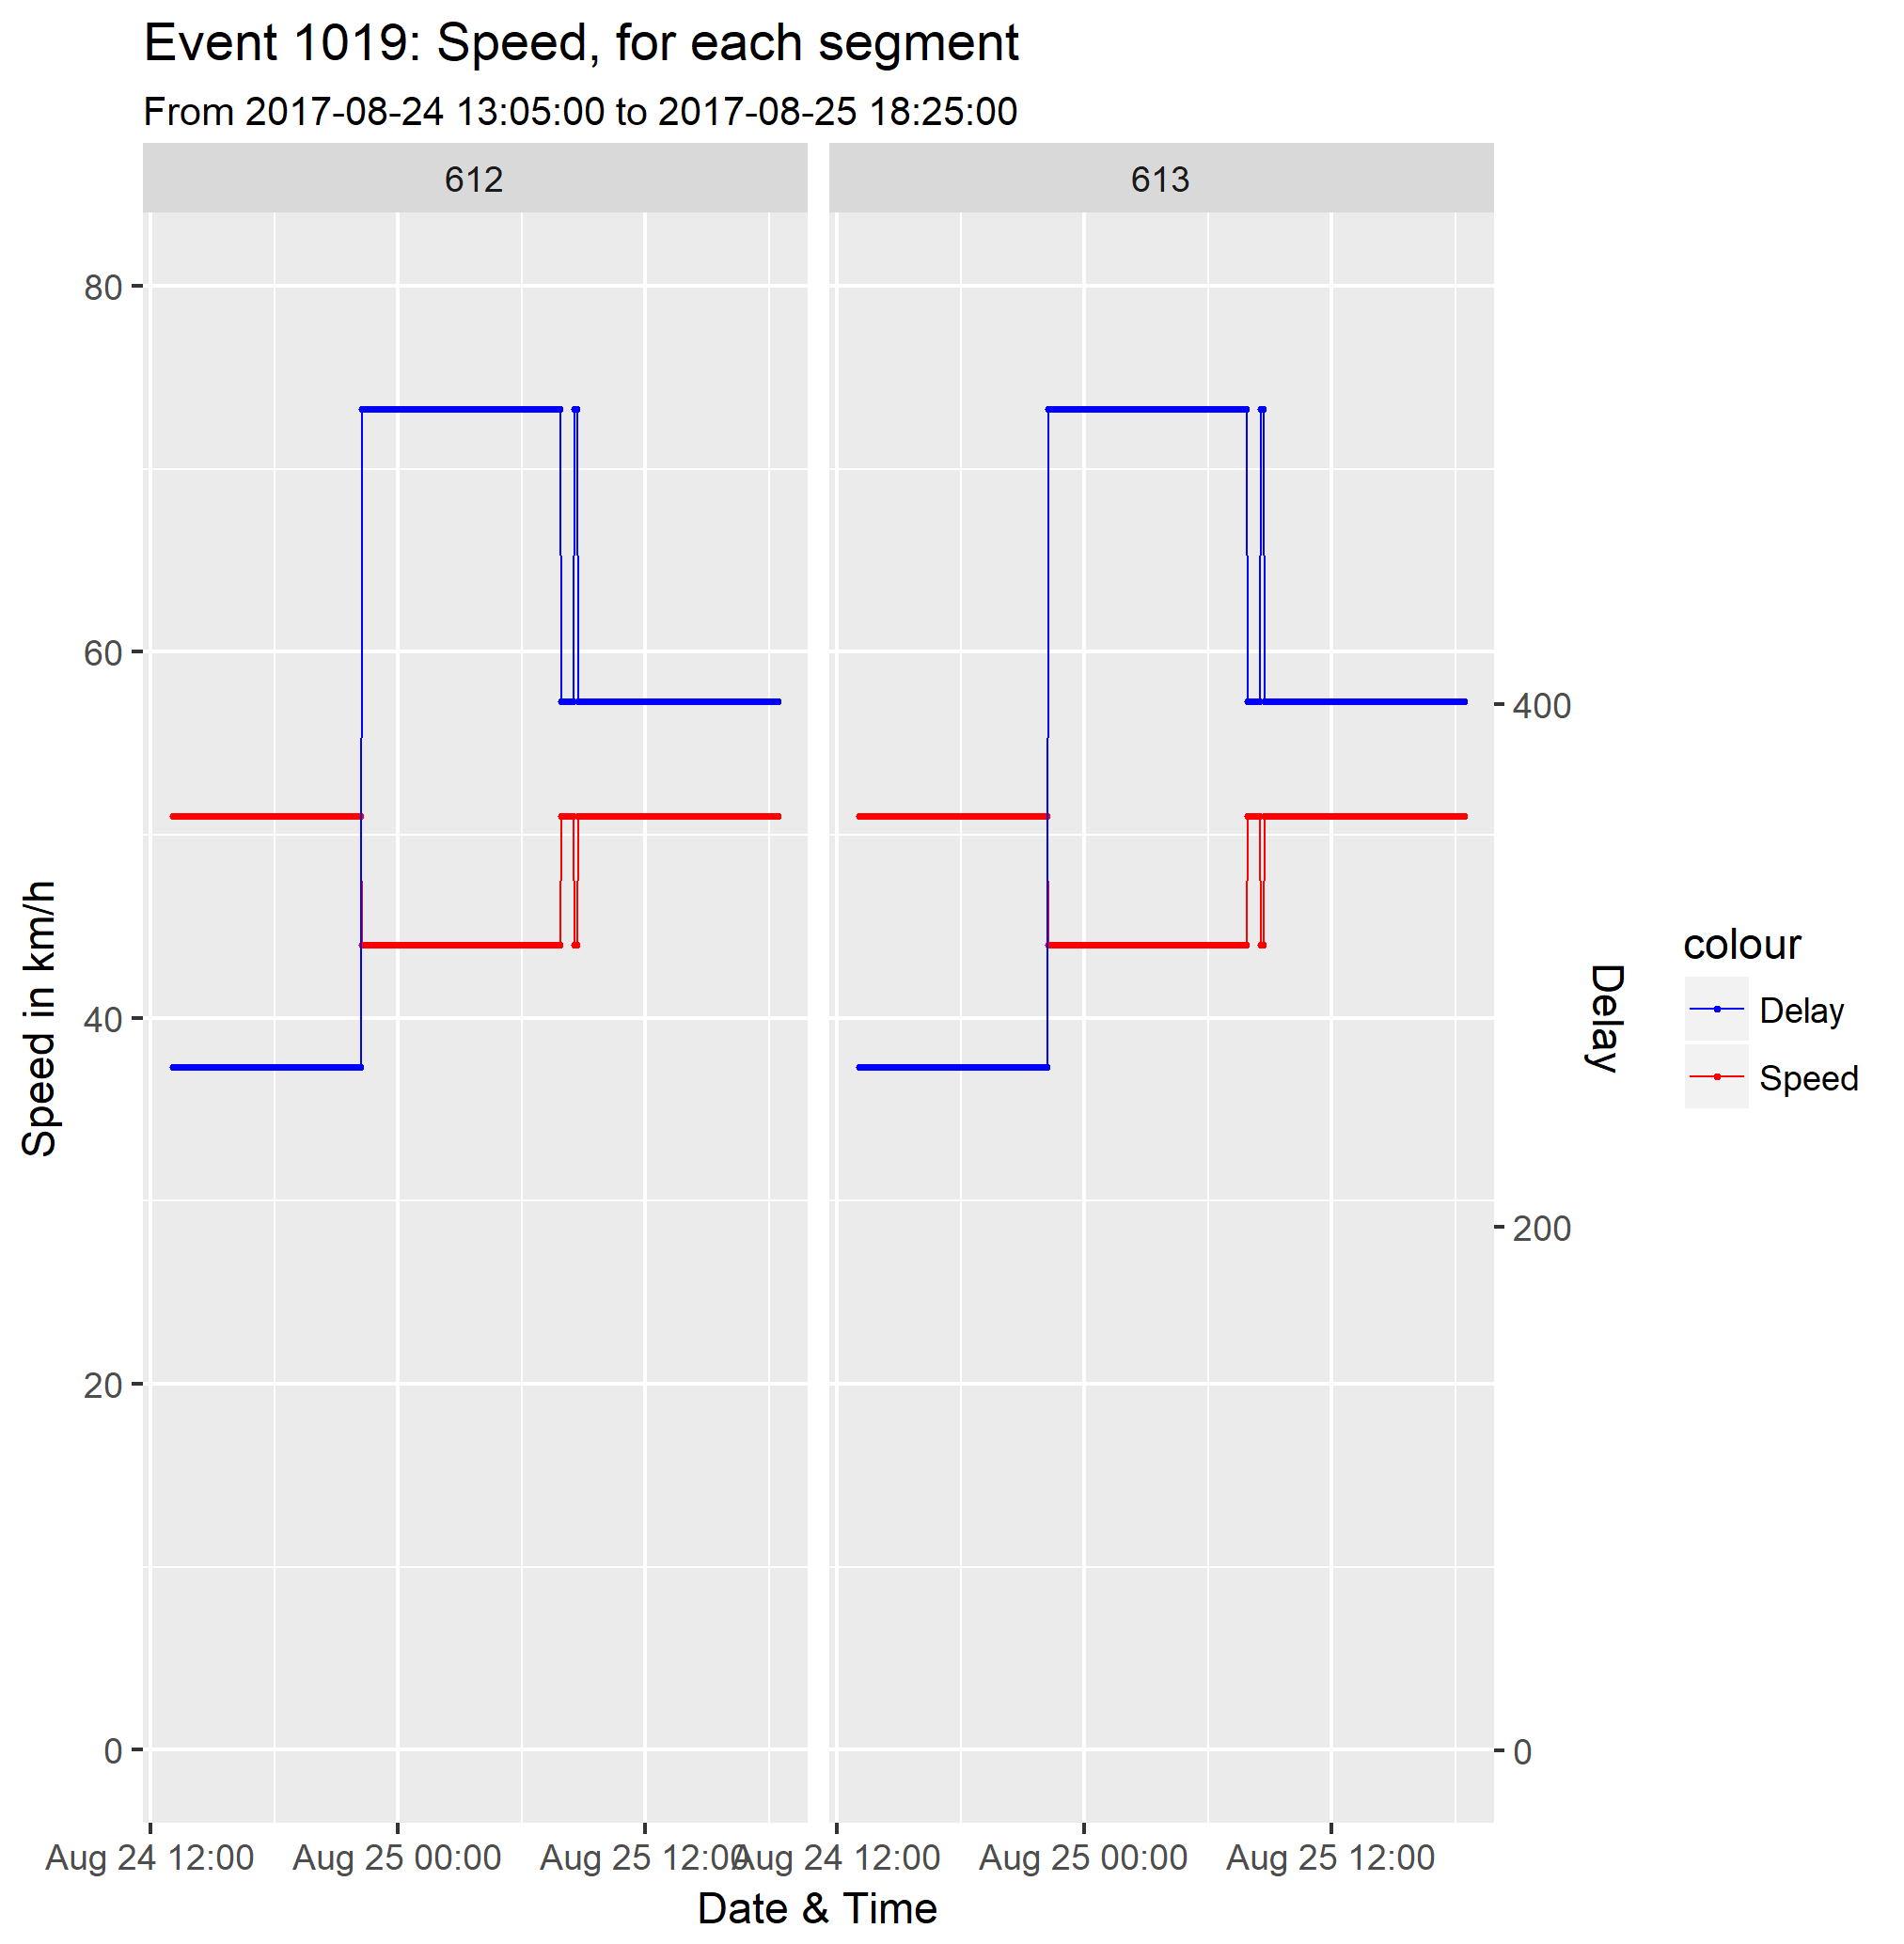 Event 1019: Speed, for each segment
From 2017-08-24 13:05:00 to 2017-08-25 18:25:00
612
613
80
60
40
20
0
Speed in km/h
400
200
0
Delay
colour
Delay
Speed
Aug 24 12:00
Aug 25 00:00
Aug 25 12:00
Aug 24 12:00
Aug 25 00:00
Aug 25 12:00
Date & Time